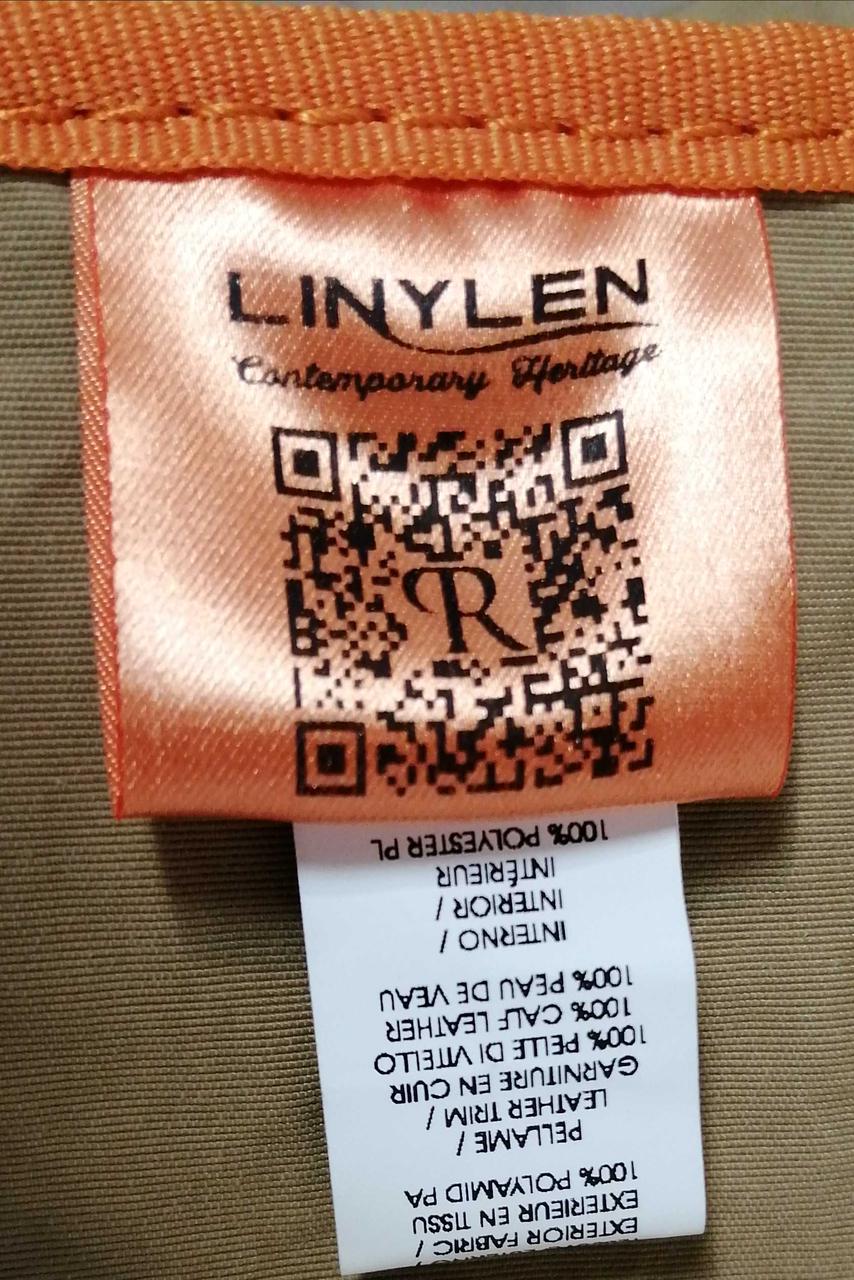 LINYLEN
Contemporary Heritage
R
EXTERIOR FABRIC /
EXTERIEUR EN TISSU
100% POLYAMID PA
PELLAME /
LEATHER TRIM /
GARNITURE EN CUIR
100% PELLE DI VITELLO
100% CALF LEATHER
100% PEAU DE VEAU
INTERNO /
INTERIOR /
INTÉRIEUR
100% POLYESTER PL